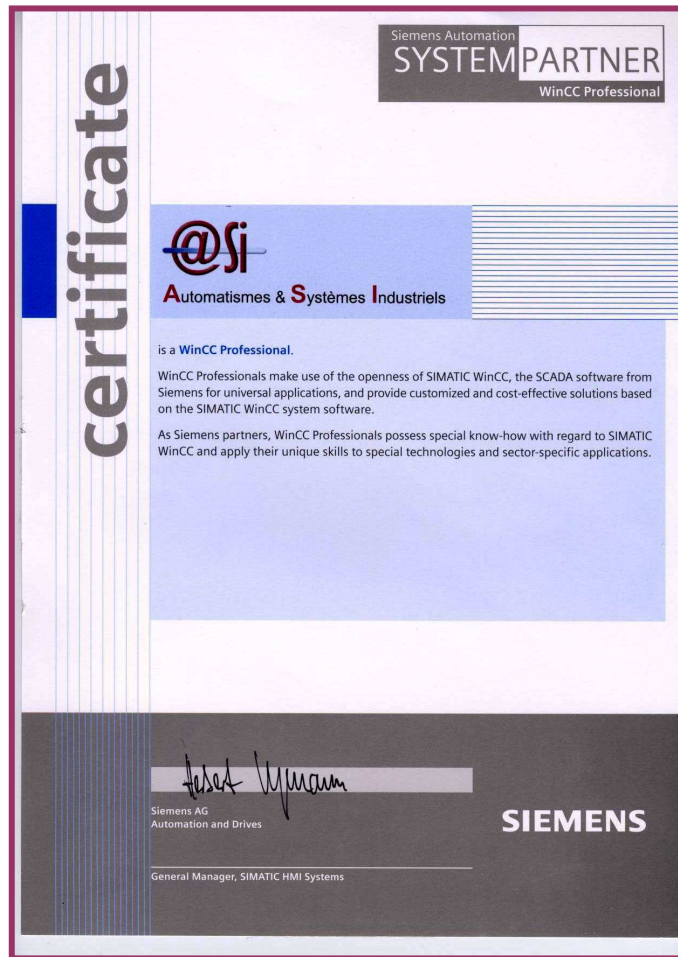 Siemens Automation
SYSTEM PARTNER
WinCC Professional
certificate
@Si
Automatismes & Systèmes Industriels
is a WinCC Professional.
WinCC Professionals make use of the openness of SIMATIC WinCC, the SCADA software from
Siemens for universal applications, and provide customized and cost-effective solutions based
on the SIMATIC WinCC system software.
As Siemens partners, WinCC Professionals possess special know-how with regard to SIMATIC
WinCC and apply their unique skills to special technologies and sector-specific applications.
Siemens AG
Automation and Drives
SIEMENS
General Manager, SIMATIC HMI Systems